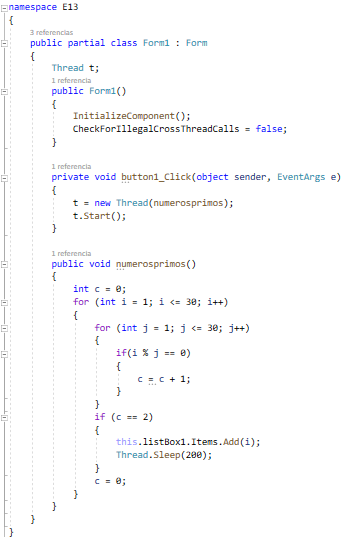 namespace E13
{
3 referencias
public partial class Form1 : Form
{
Thread t;
1 referencia
public Form1()
{
InitializeComponent();
CheckForIllegalCrossThreadCalls = false;
}
1 referencia
private void button1_Click(object sender, EventArgs e)
{
t = new Thread(numerosprimos);
t.Start();
}
1 referencia
public void numerosprimos()
{
int c = 0;
for (int i = 1; i <= 30; i++)
{
for (int j = 1; j <= 30; j++)
{
if(i % j == 0)
{
c = c + 1;
}
}
if (c == 2)
{
this.listBox1.Items.Add(i);
Thread.Sleep(200);
}
c = 0;
}
}
}
}